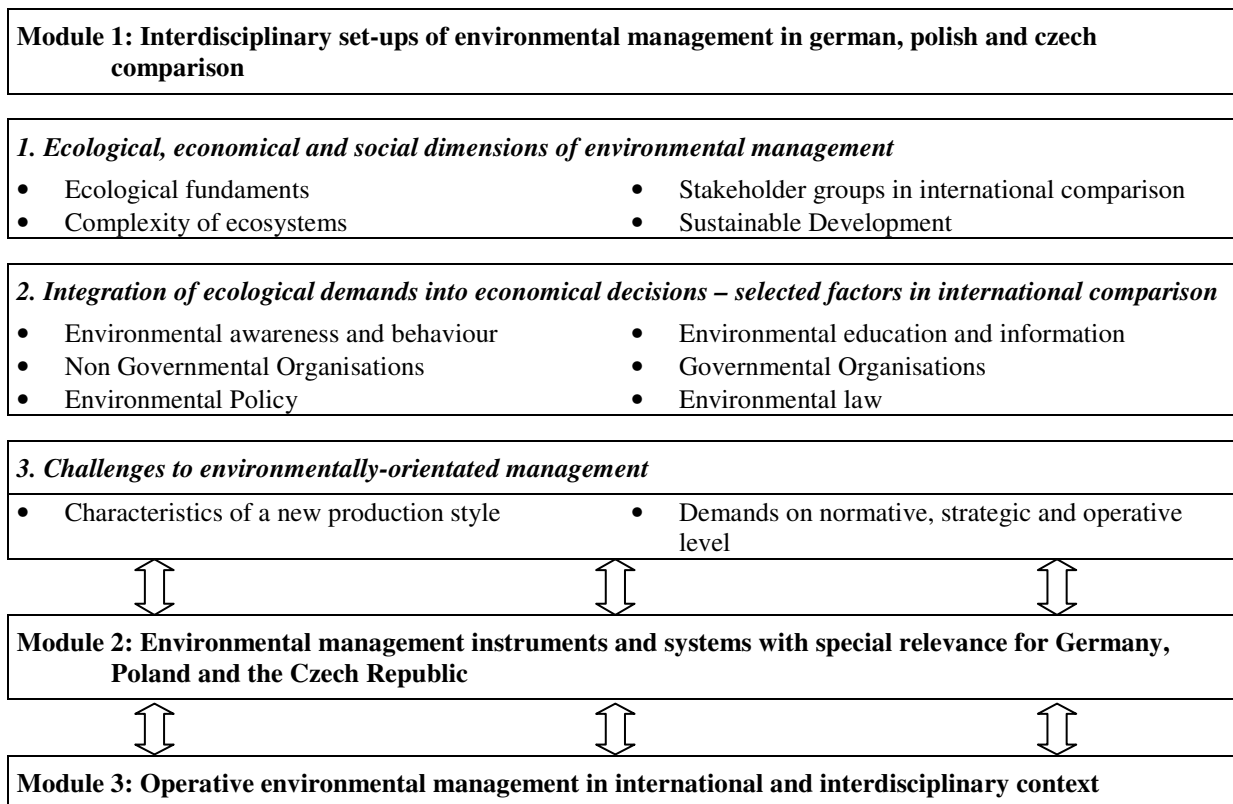 Module 1: Interdisciplinary set-ups of environmental management in german, polish and czech
comparison
1. Ecological, economical and social dimensions of environmental management
• Ecological fundaments
• Complexity of ecosystems
• Stakeholder groups in international comparison
• Sustainable Development
2. Integration of ecological demands into economical decisions – selected factors in international comparison
• Environmental awareness and behaviour
• Non Governmental Organisations
• Environmental Policy
• Environmental education and information
• Governmental Organisations
• Environmental law
3. Challenges to environmentally-orientated management
• Characteristics of a new production style
• Demands on normative, strategic and operative
level
Module 2: Environmental management instruments and systems with special relevance for Germany,
Poland and the Czech Republic
Module 3: Operative environmental management in international and interdisciplinary context